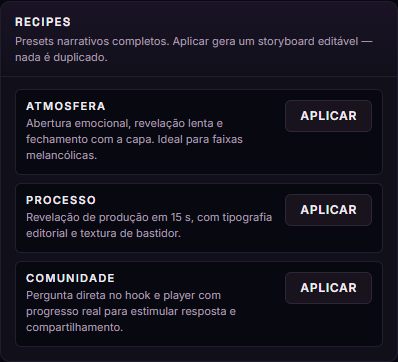 RECIPES
Presets narrativos completos. Aplicar gera um storyboard editável —
nada é duplicado.
ATMOSFERA
Abertura emocional, revelação lenta e
fechamento com a capa. Ideal para faixas
melancólicas.
APLICAR
PROCESSO
Revelação de produção em 15 s, com tipografia
editorial e textura de bastidor.
APLICAR
COMUNIDADE
Pergunta direta no hook e player com
progresso real para estimular resposta e
compartilhamento.
APLICAR